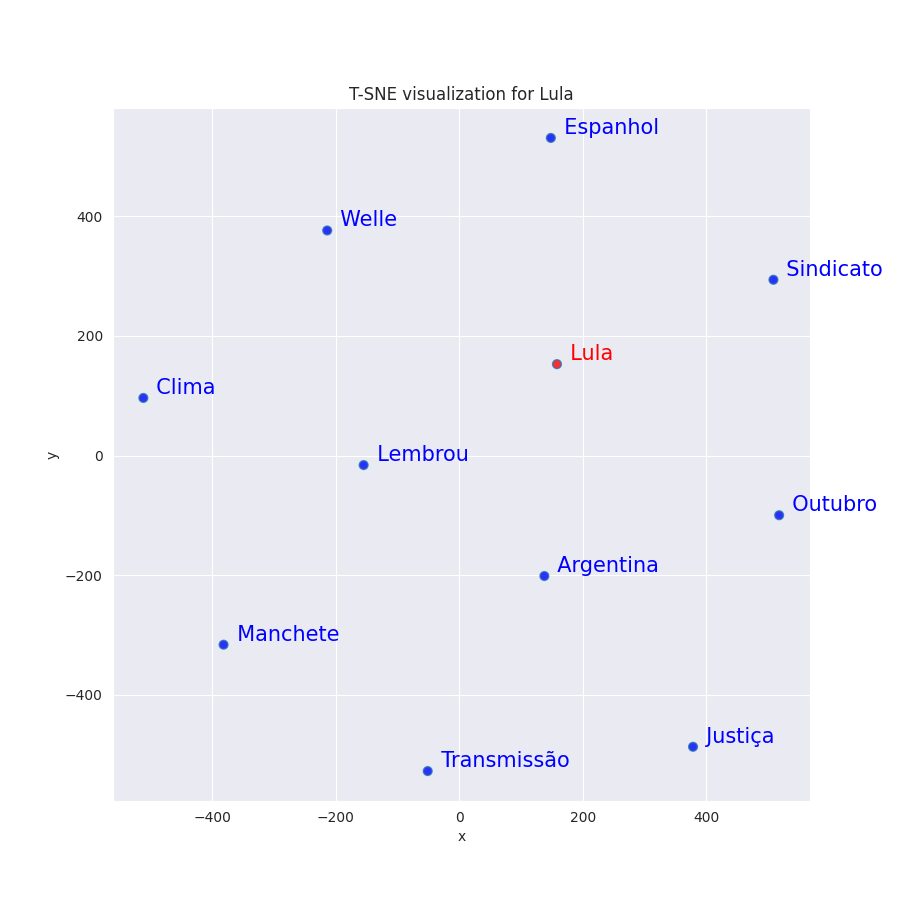 T-SNE visualization for Lula
Espanhol
Welle
Sindicato
Lula
Clima
Lembrou
Outubro
Argentina
Manchete
Justiça
Transmissão
400
200
0
−200
−400
y
−400 −200 0 200 400
x